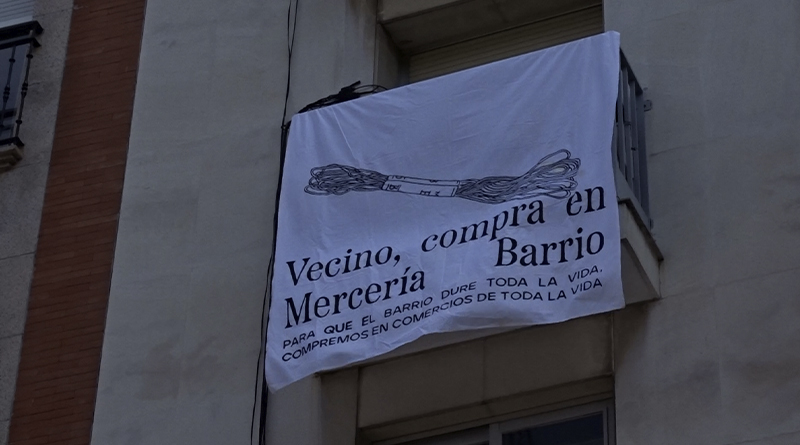 Vecino, compra en
Mercería Barrio
PARA QUE EL BARRIO DURE TODA LA VIDA,
COMPREMOS EN COMERCIOS DE TODA LA VIDA